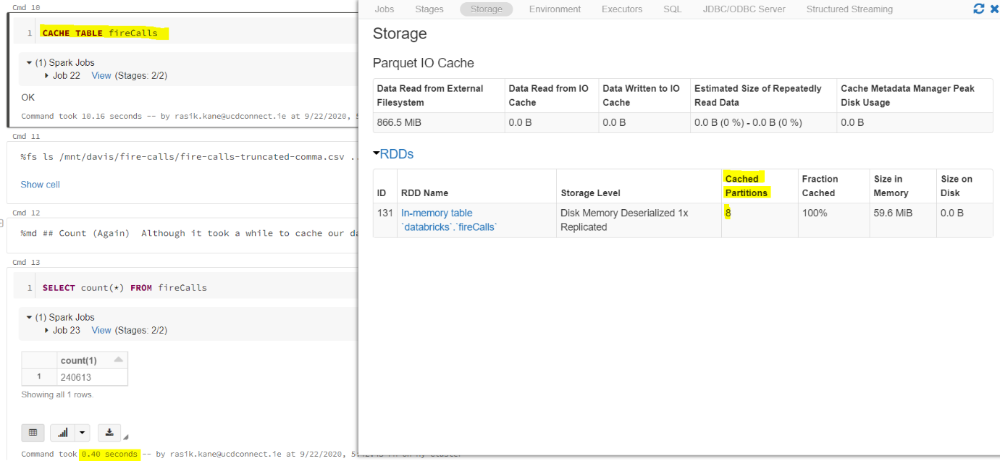 Cmd 10
1 CACHE TABLE fireCalls
(1) Spark Jobs
Job 22 View (Stages: 2/2)
OK
Command took 10.16 seconds -- by rasik.kane@ucdconnect.ie at 9/22/2020,
Cmd 11
%fs ls /mnt/davis/fire-calls/fire-calls-truncated-comma.csv ..
Show cell
Cmd 12
%md ## Count (Again)  Although it took a while to cache our da
Cmd 13
1 SELECT count(*) FROM fireCalls
(1) Spark Jobs
Job 23 View (Stages: 2/2)
count(1)
1 240613
Showing all 1 rows.
Command took 0.40 seconds -- by rasik.kane@ucdconnect.ie at 9/22/2020,
Jobs Stages Storage Environment Executors SQL JDBC/ODBC Server Structured Streaming
Storage
Parquet IO Cache
Data Read from External Data Read from IO Data Written to IO Estimated Size of Repeatedly Cache Metadata Manager Peak
Filesystem Cache Cache Read Data Disk Usage
866.5 MiB 0.0 B 0.0 B 0.0 B (0 %) - 0.0 B (0 %) 0.0 B
RDDs
Cached Fraction Size in Size on
ID RDD Name Storage Level Partitions Cached Memory Disk
131 In-memory table Disk Memory Deserialized 1x 8 100% 59.6 MiB 0.0 B
`databricks`.`fireCalls` Replicated